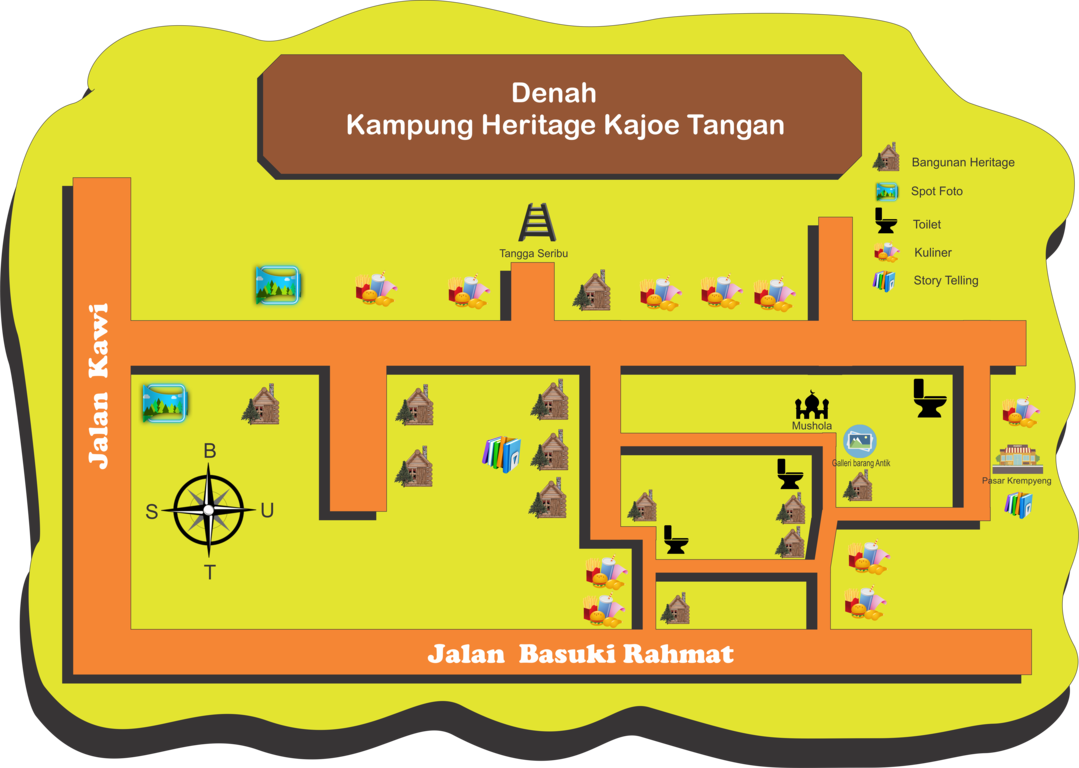 Denah
Kampung Heritage Kajoe Tangan
Bangunan Heritage
Spot Foto
Toilet
Kuliner
Story Telling
Tangga Seribu
Jalan Kawi
Mushola
Galleri barang Antik
Pasar Krempyeng
B
S
U
T
Jalan Basuki Rahmat